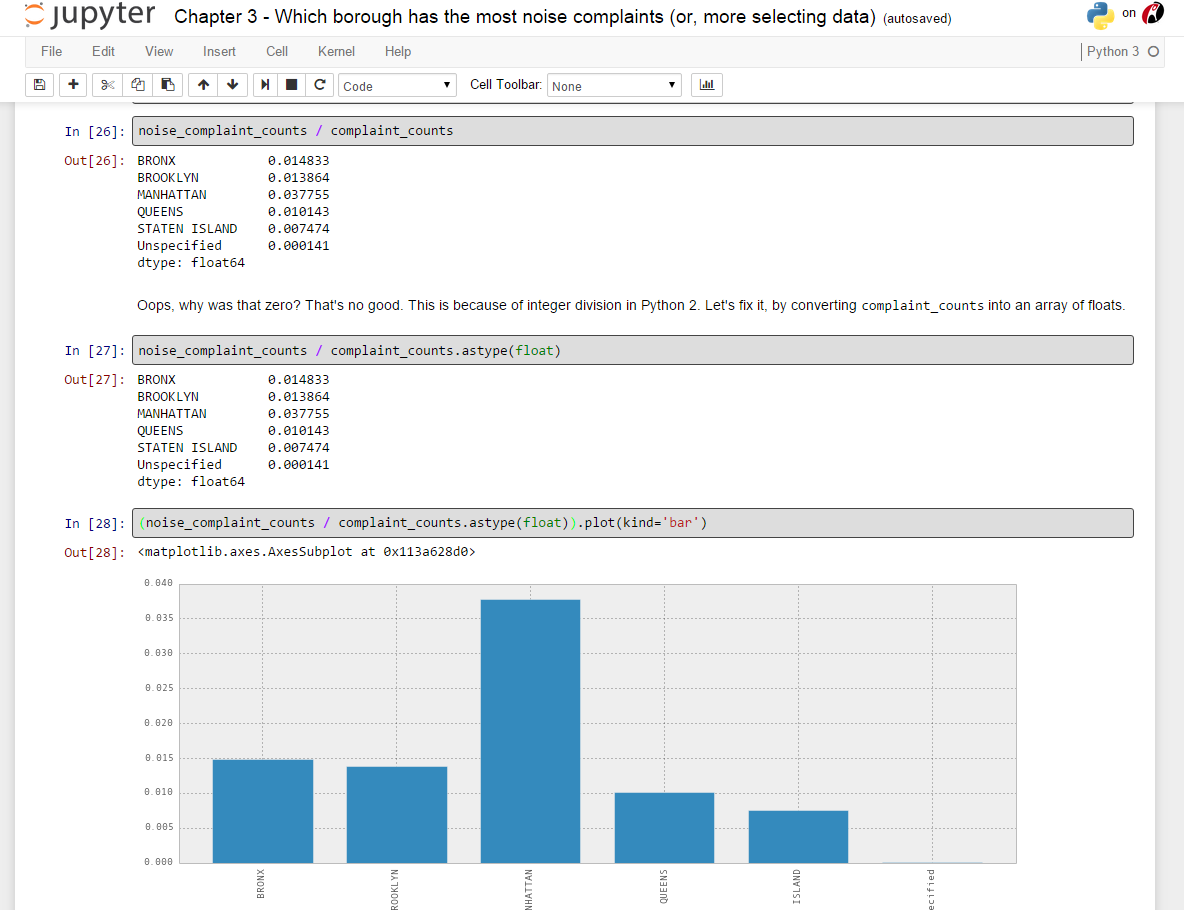 jupyter Chapter 3 - Which borough has the most noise complaints (or, more selecting data) (autosaved) on
File Edit View Insert Cell Kernel Help Python 3
Code Cell Toolbar: None
In [26]: noise_complaint_counts / complaint_counts
Out[26]: BRONX 0.014833
BROOKLYN 0.013864
MANHATTAN 0.037755
QUEENS 0.010143
STATEN ISLAND 0.007474
Unspecified 0.000141
dtype: float64
Oops, why was that zero? That's no good. This is because of integer division in Python 2. Let's fix it, by converting complaint_counts into an array of floats.
In [27]: noise_complaint_counts / complaint_counts.astype(float)
Out[27]: BRONX 0.014833
BROOKLYN 0.013864
MANHATTAN 0.037755
QUEENS 0.010143
STATEN ISLAND 0.007474
Unspecified 0.000141
dtype: float64
In [28]: (noise_complaint_counts / complaint_counts.astype(float)).plot(kind='bar')
Out[28]: <matplotlib.axes.AxesSubplot at 0x113a628d0>
0.040
0.035
0.030
0.025
0.020
0.015
0.010
0.005
0.000
BRONX
ROOKLYN
NHATTAN
QUEENS
ISLAND
ecified